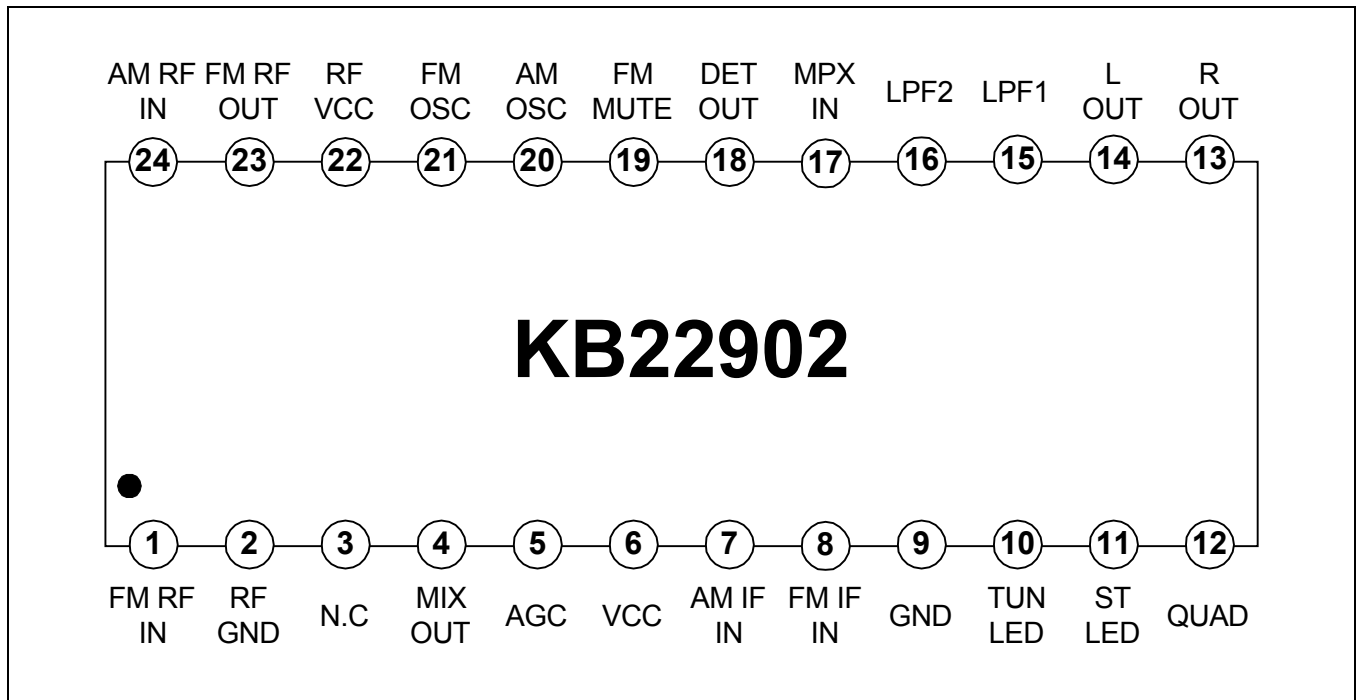 AM RF FM RF RF FM AM FM DET MPX LPF2 LPF1 L R
IN OUT VCC OSC OSC MUTE OUT IN OUT OUT
24 23 22 21 20 19 18 17 16 15 14 13
KB22902
1 2 3 4 5 6 7 8 9 10 11 12
FM RF RF N.C MIX AGC VCC AM IF FM IF GND TUN ST QUAD
IN GND OUT IN IN LED LED